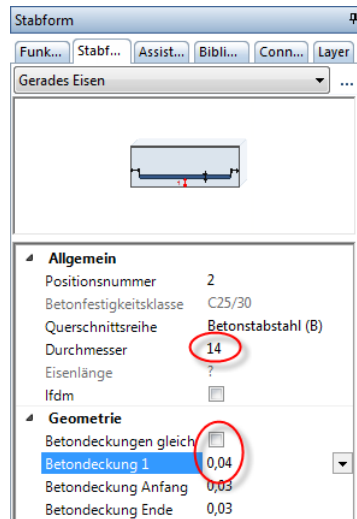 Stabform
Funk... Stabf... Assist... Bibli... Conn... Layer
Gerades Eisen ...
1
Allgemein
Positionsnummer 2
Betonfestigkeitsklasse C25/30
Querschnittsreihe Betonstabstahl (B)
Durchmesser 14
Eisenlänge ?
lfdm
Geometrie
Betondeckungen gleich
Betondeckung 1 0,04
Betondeckung Anfang 0,03
Betondeckung Ende 0,03